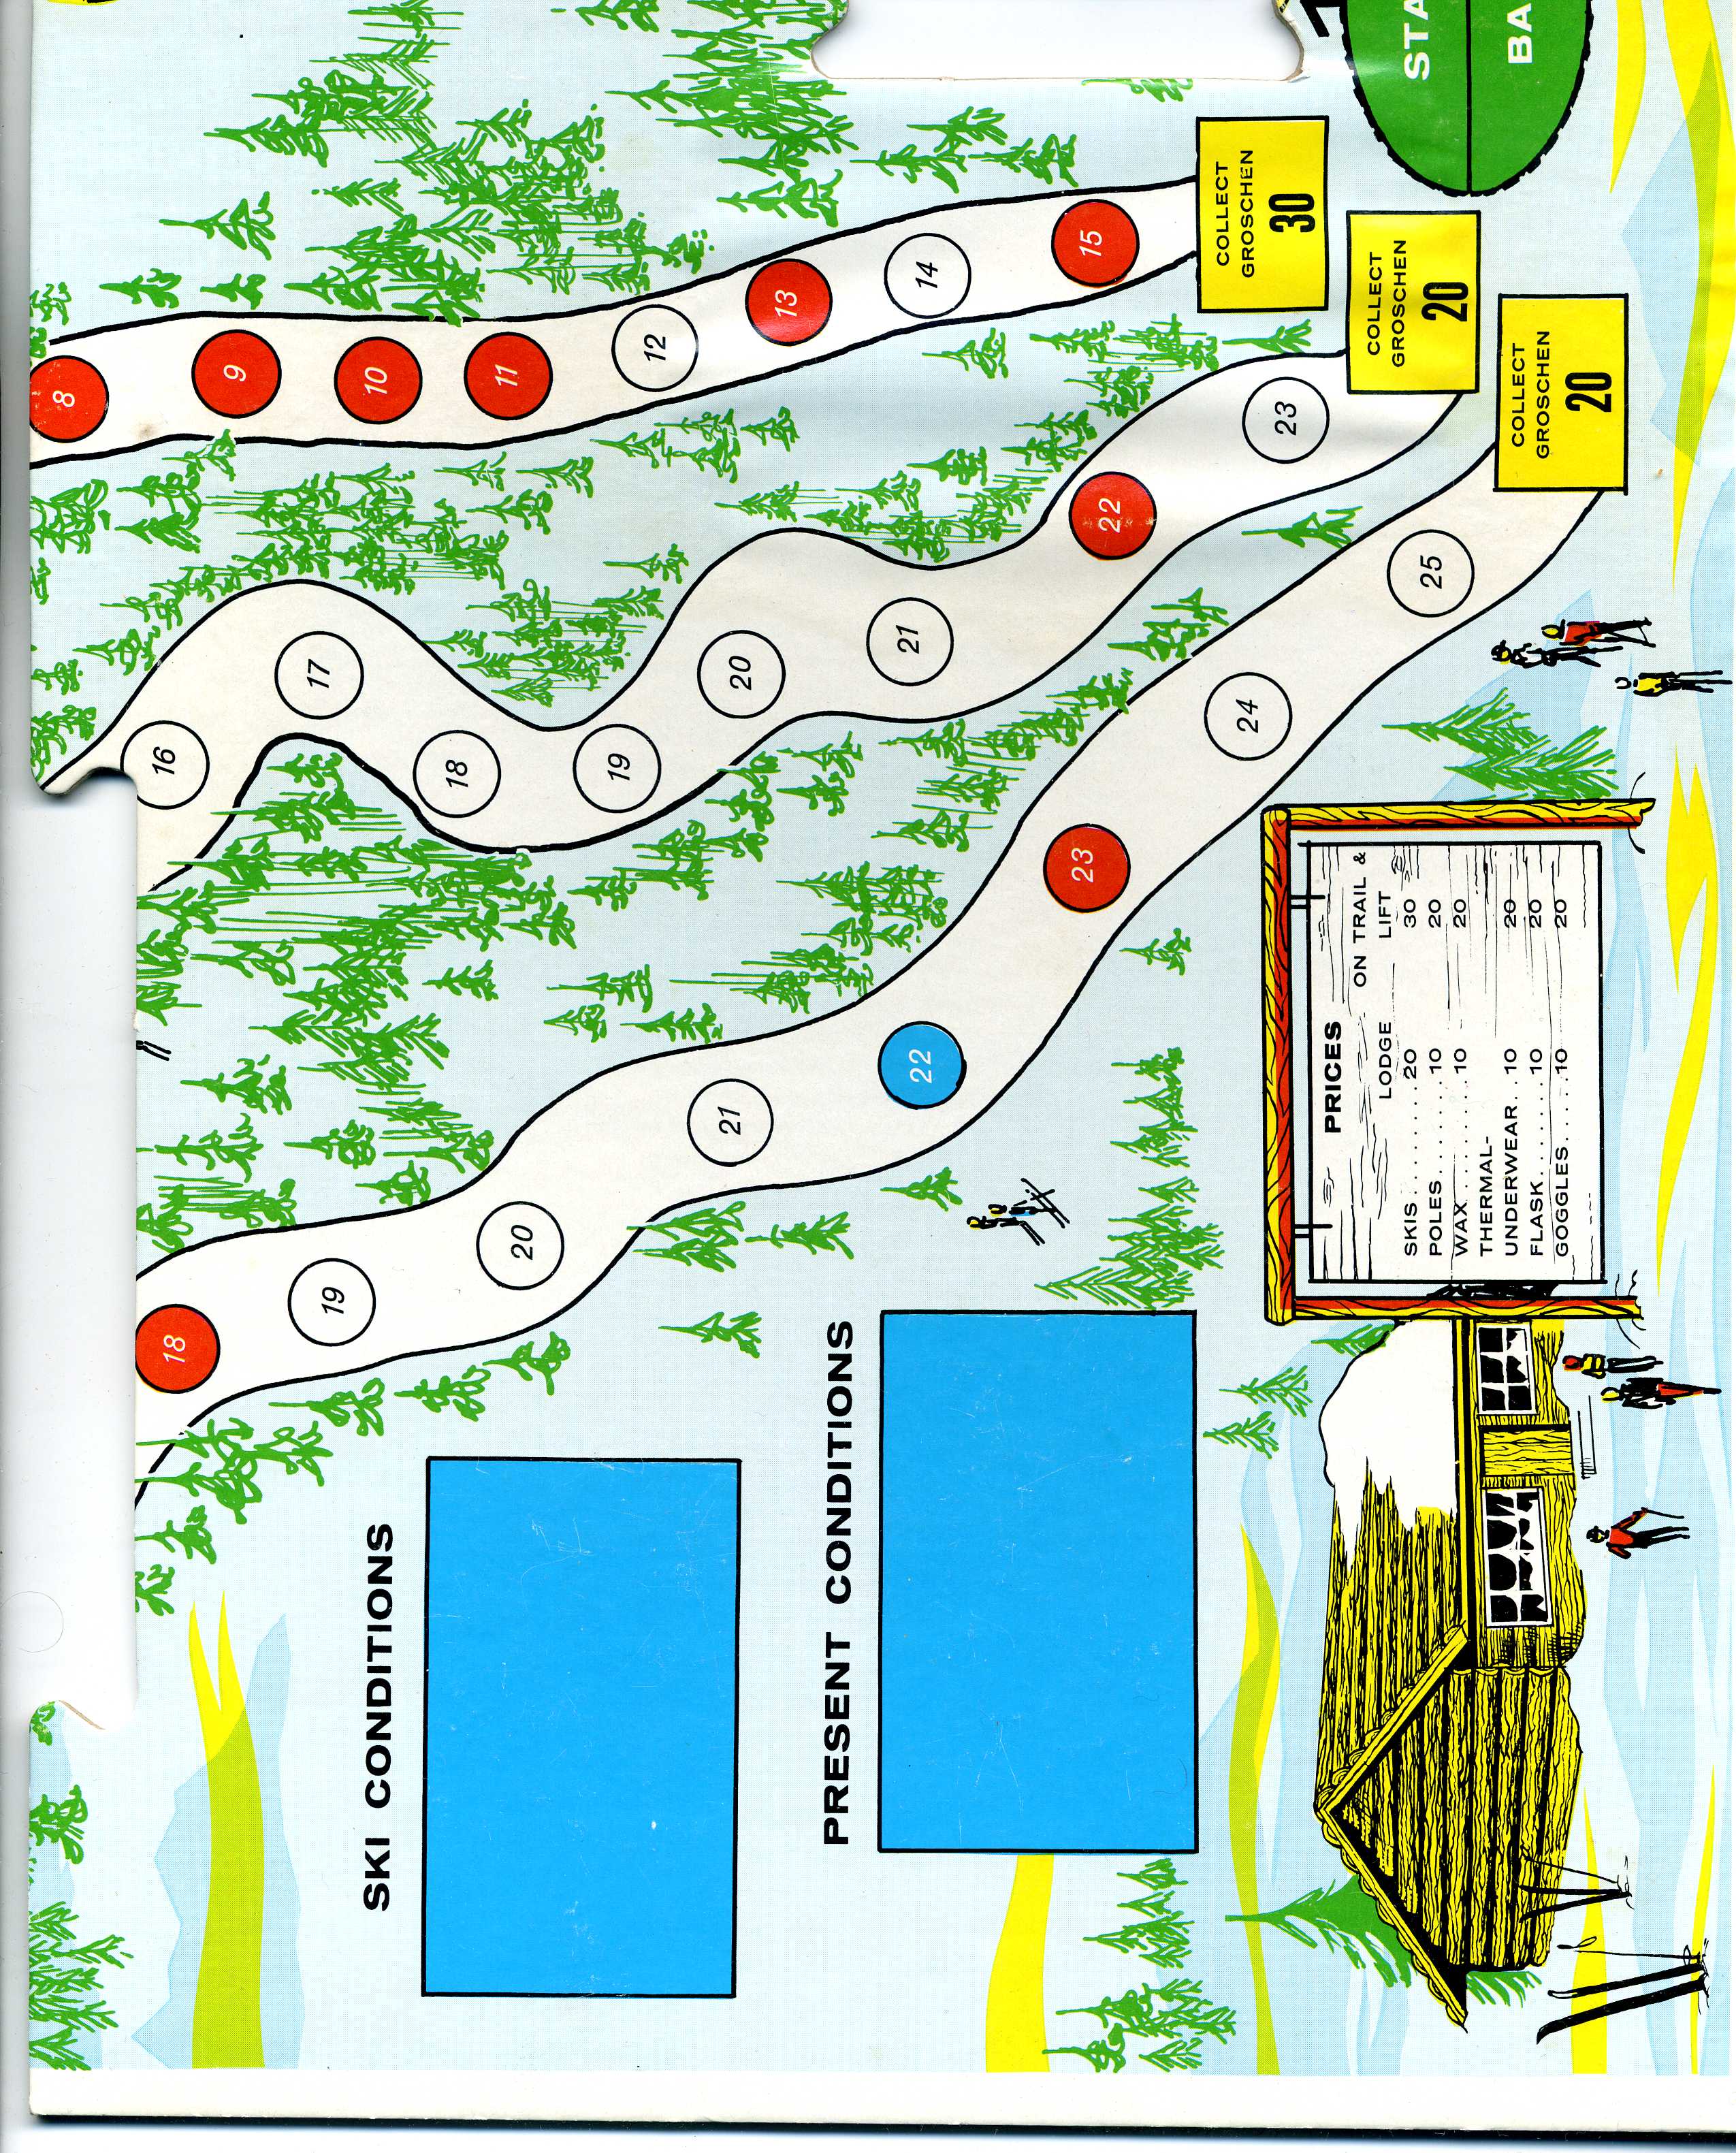 SKI CONDITIONS
PRESENT CONDITIONS
18
19
20
21
22
23
24
25
COLLECT
GROSCHEN
20
16
17
18
19
20
21
22
23
COLLECT
GROSCHEN
20
8
9
10
11
12
13
14
15
COLLECT
GROSCHEN
30
STA
BA
PRICES
LODGE ON TRAIL &
LIFT
SKIS........20 30
POLES........10 20
WAX........10 20
THERMAL-
UNDERWEAR..10 20
FLASK......10 20
GOGGLES....10 20